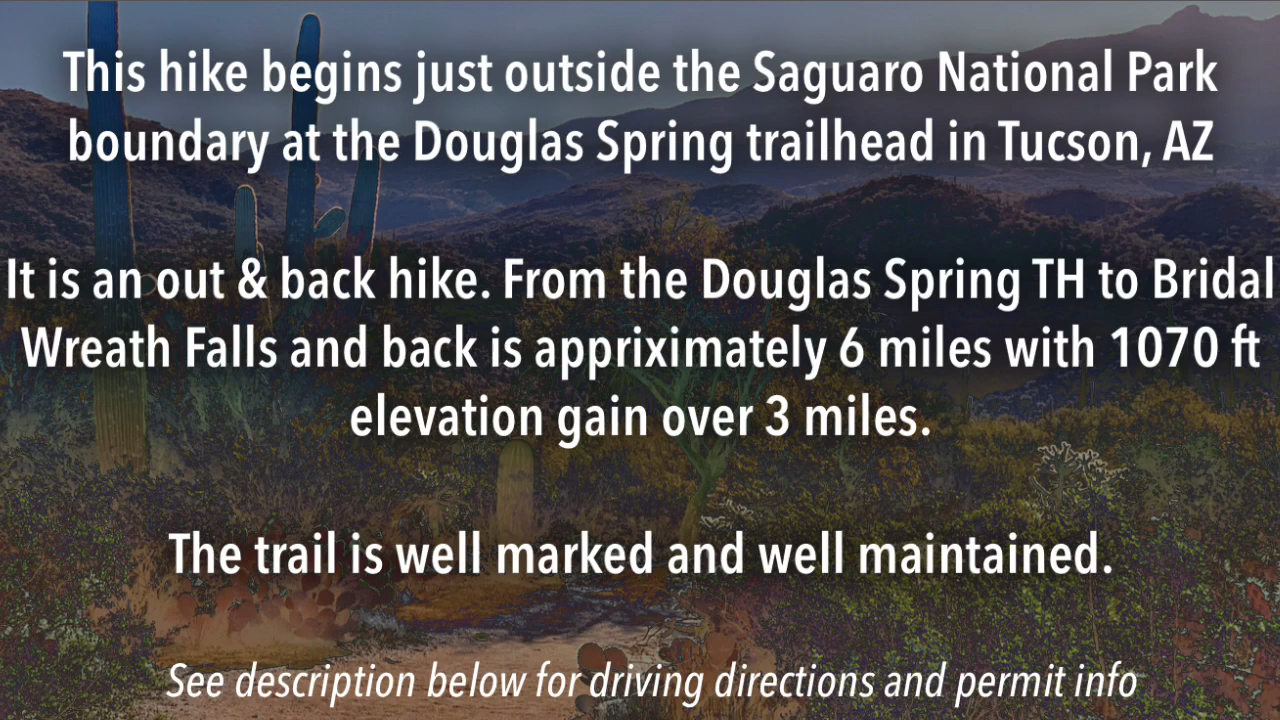 This hike begins just outside the Saguaro National Park
boundary at the Douglas Spring trailhead in Tucson, AZ
It is an out & back hike. From the Douglas Spring TH to Bridal
Wreath Falls and back is appriximately 6 miles with 1070 ft
elevation gain over 3 miles.
The trail is well marked and well maintained.
See description below for driving directions and permit info